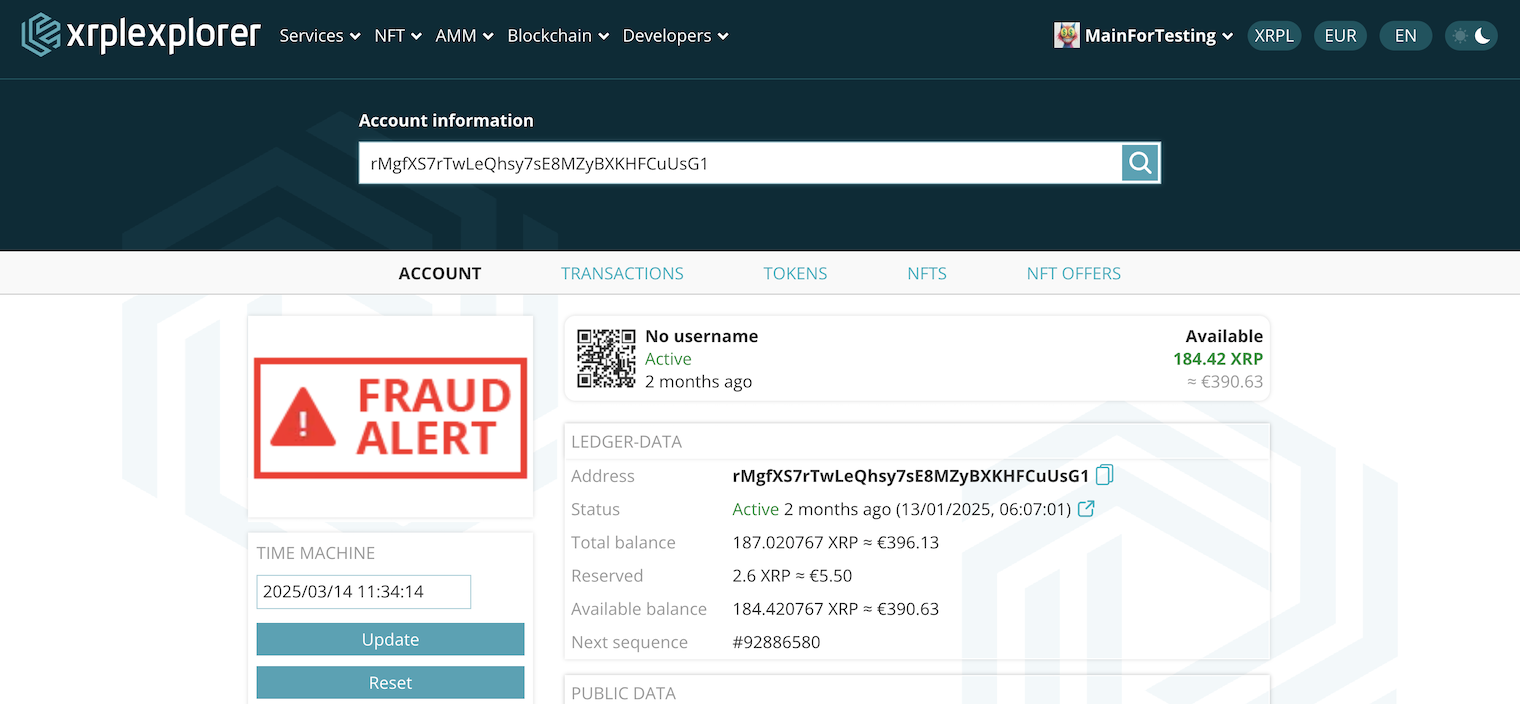 xrplexplorer Services NFT AMM Blockchain Developers MainForTesting XRPL EUR EN
Account information
rMgfXS7rTwLeQhsy7sE8MZyBXKHFCuUsG1
ACCOUNT TRANSACTIONS TOKENS NFTS NFT OFFERS
FRAUD
ALERT
TIME MACHINE
2025/03/14 11:34:14
Update
Reset
No username Available
Active 184.42 XRP
2 months ago ≈ €390.63
LEDGER-DATA
Address rMgfXS7rTwLeQhsy7sE8MZyBXKHFCuUsG1
Status Active 2 months ago (13/01/2025, 06:07:01)
Total balance 187.020767 XRP ≈ €396.13
Reserved 2.6 XRP ≈ €5.50
Available balance 184.420767 XRP ≈ €390.63
Next sequence #92886580
PUBLIC DATA